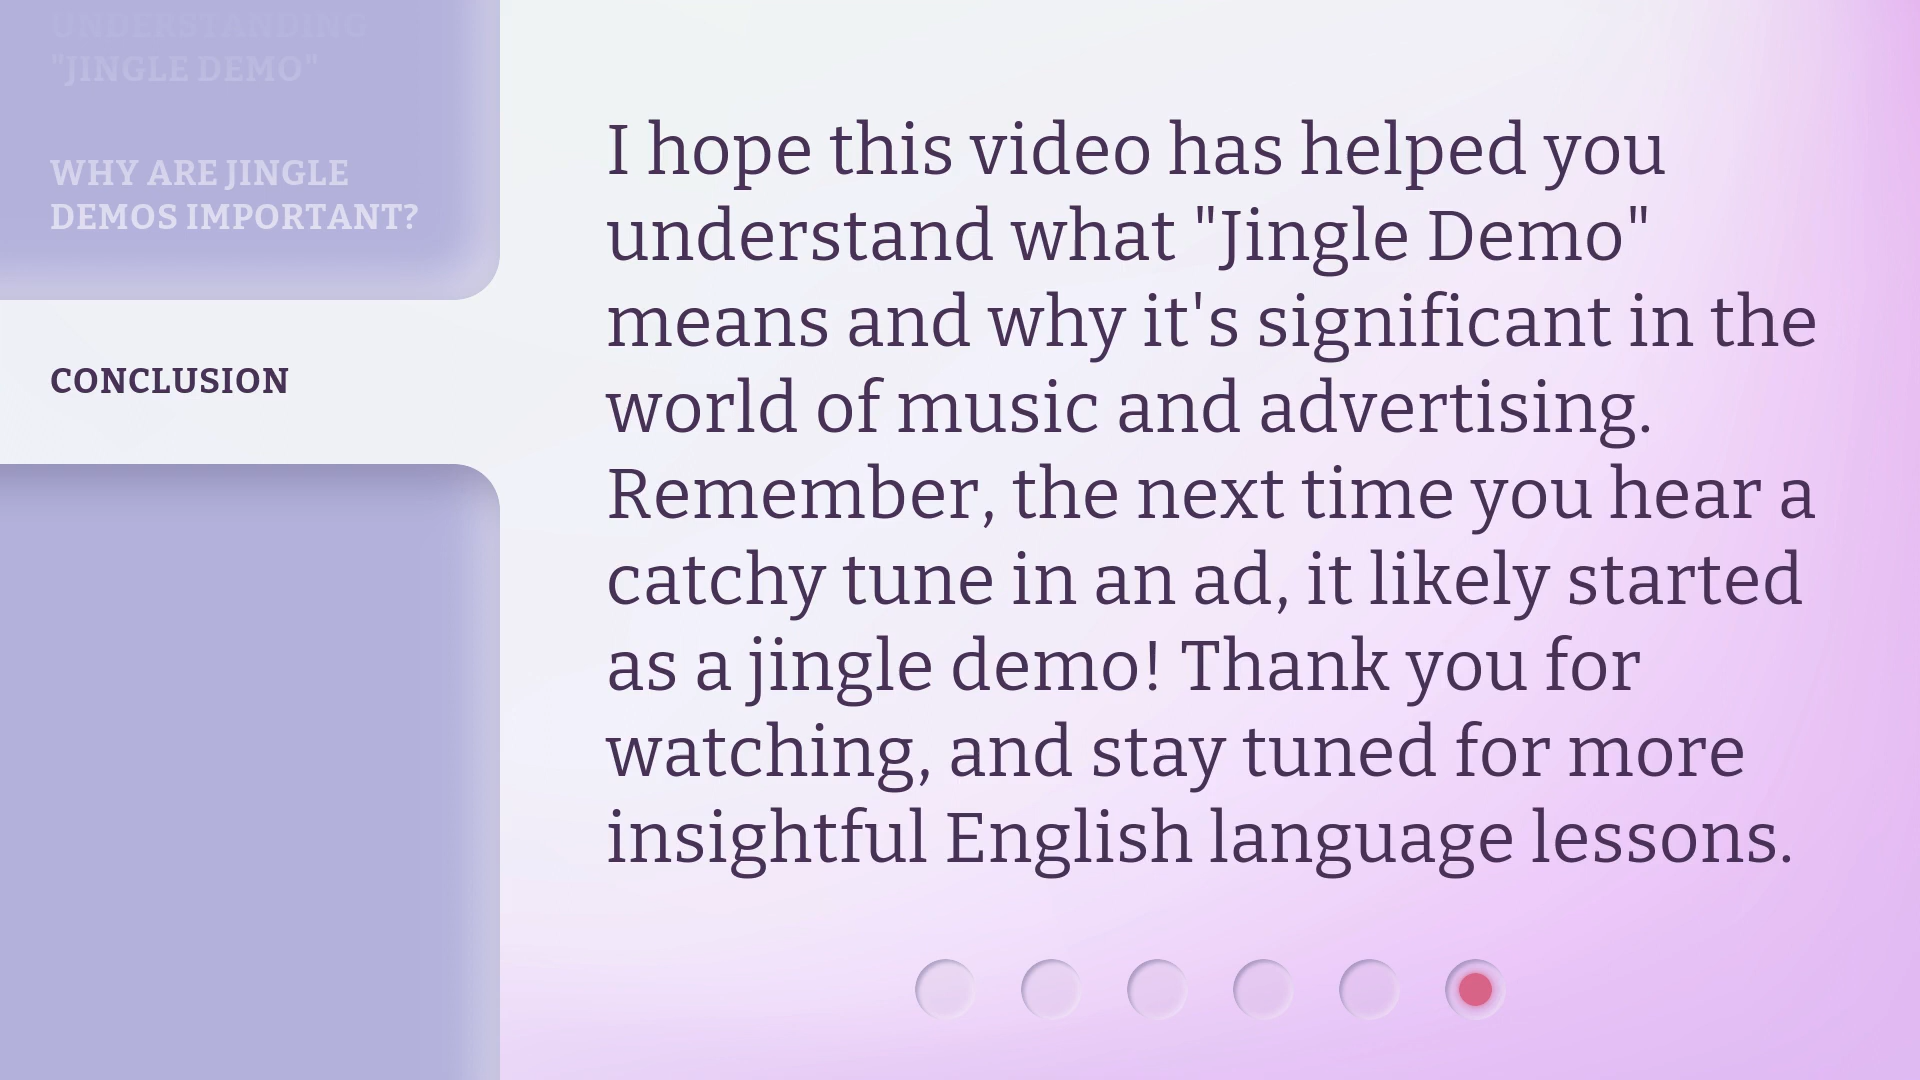 UNDERSTANDING
"JINGLE DEMO"
WHY ARE JINGLE
DEMOS IMPORTANT?
CONCLUSION
I hope this video has helped you
understand what "Jingle Demo"
means and why it's significant in the
world of music and advertising.
Remember, the next time you hear a
catchy tune in an ad, it likely started
as a jingle demo! Thank you for
watching, and stay tuned for more
insightful English language lessons.